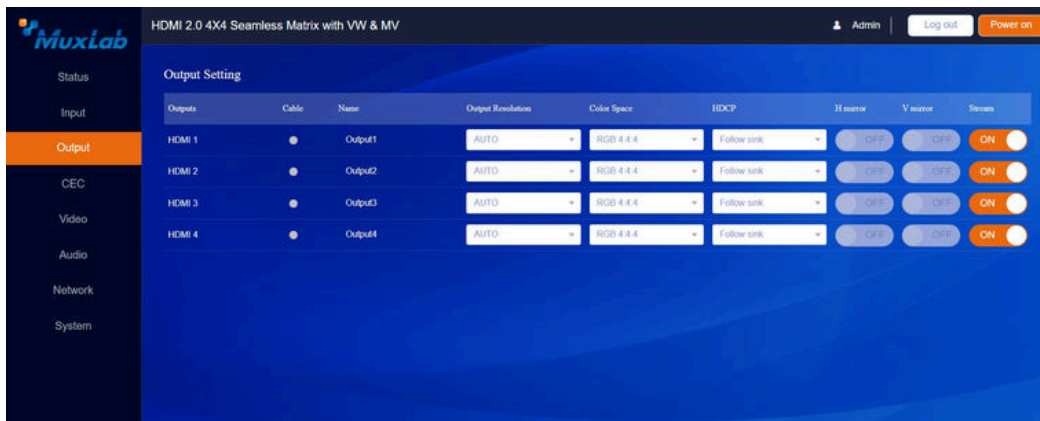 MuxLab
HDMI 2.0 4X4 Seamless Matrix with VW & MV
Admin
Log out
Power on
Status
Input
Output
CEC
Video
Audio
Network
System
Output Setting
Outputs Cable Name Output Resolution Color Space HDCP H mirror V mirror Stream
HDMI 1 Output1 AUTO RGB 4:4:4 Follow sink OFF OFF ON
HDMI 2 Output2 AUTO RGB 4:4:4 Follow sink OFF OFF ON
HDMI 3 Output3 AUTO RGB 4:4:4 Follow sink OFF OFF ON
HDMI 4 Output4 AUTO RGB 4:4:4 Follow sink OFF OFF ON